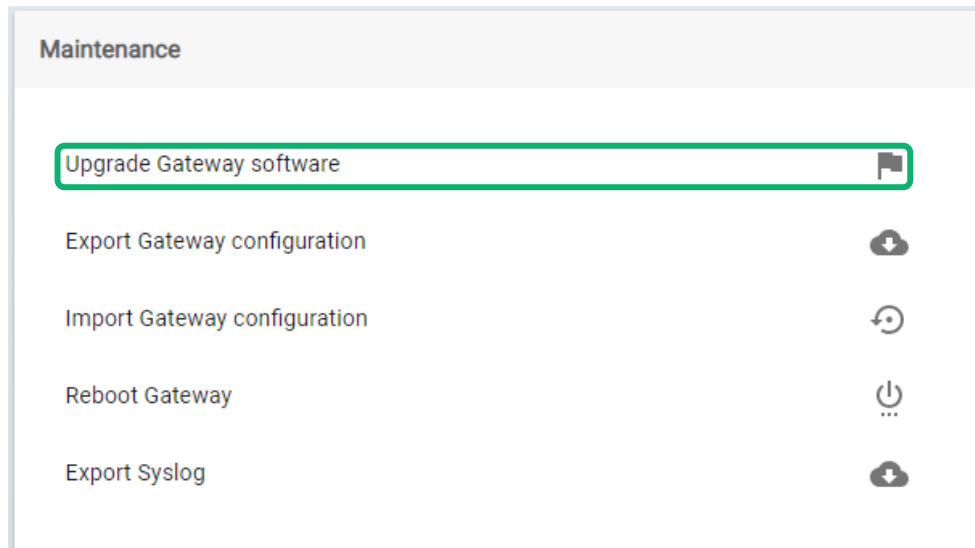 Maintenance
Upgrade Gateway software
Export Gateway configuration
Import Gateway configuration
Reboot Gateway
Export Syslog